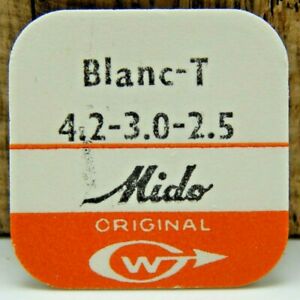 Blanc-T
4.2-3.0-2.5
Mido
ORIGINAL
W